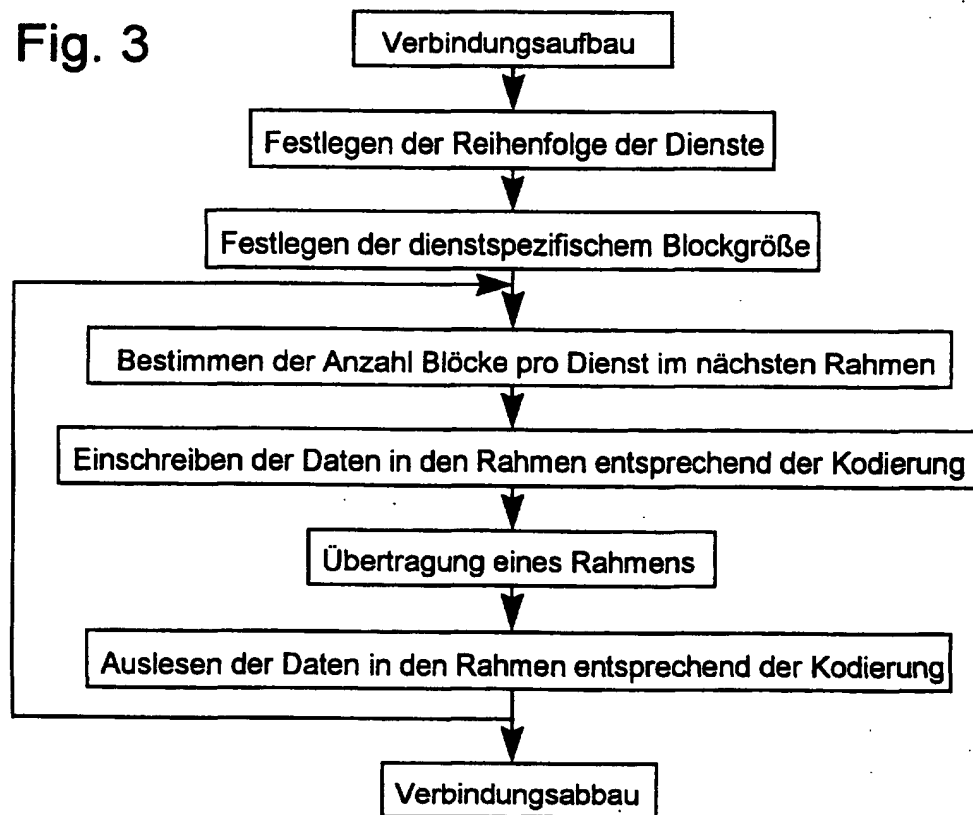 Fig. 3
Verbindungsaufbau
Festlegen der Reihenfolge der Dienste
Festlegen der dienstspezifischem Blockgröße
Bestimmen der Anzahl Blöcke pro Dienst im nächsten Rahmen
Einschreiben der Daten in den Rahmen entsprechend der Kodierung
Übertragung eines Rahmens
Auslesen der Daten in den Rahmen entsprechend der Kodierung
Verbindungsabbau